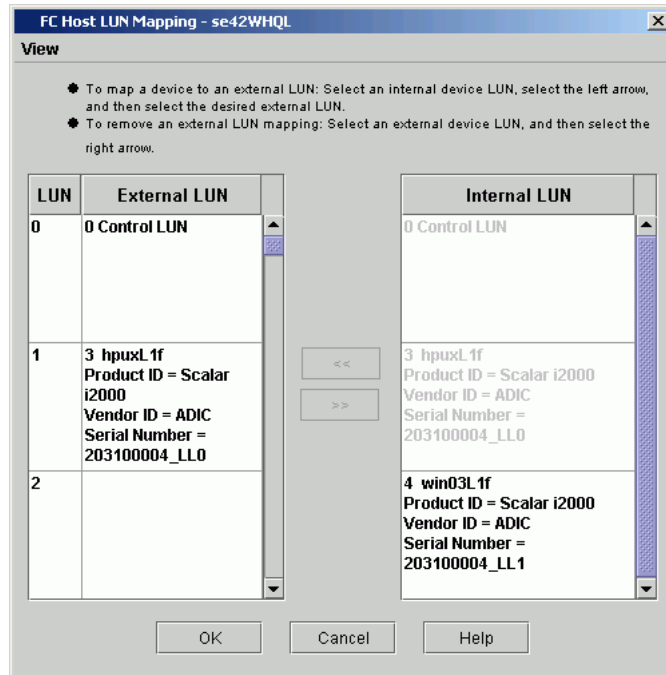 FC Host LUN Mapping - se42WHQL
View
To map a device to an external LUN: Select an internal device LUN, select the left arrow,
and then select the desired external LUN.
To remove an external LUN mapping: Select an external device LUN, and then select the
right arrow.
LUN External LUN Internal LUN
0 0 Control LUN
0 Control LUN
1 3 hpuxL1f
Product ID = Scalar
i2000
Vendor ID = ADIC
Serial Number =
203100004_LL0
<<
>>
3 hpuxL1f
Product ID = Scalar i2000
Vendor ID = ADIC
Serial Number =
203100004_LL0
2
4 win03L1f
Product ID = Scalar i2000
Vendor ID = ADIC
Serial Number =
203100004_LL1
OK Cancel Help